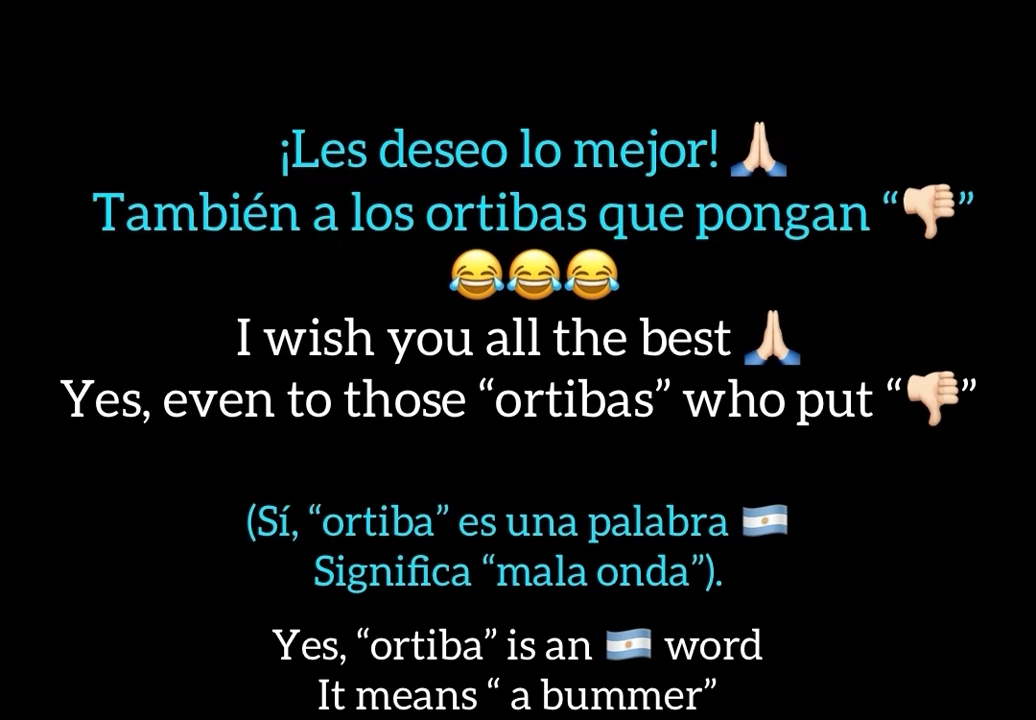 ¡Les deseo lo mejor! 🙏🏻
También a los ortibas que pongan “👎🏻”
😂😂😂
I wish you all the best 🙏🏻
Yes, even to those “ortibas” who put “👎🏻”
(Sí, “ortiba” es una palabra 🇦🇷
Significa “mala onda”).
Yes, “ortiba” is an 🇦🇷 word
It means “ a bummer”